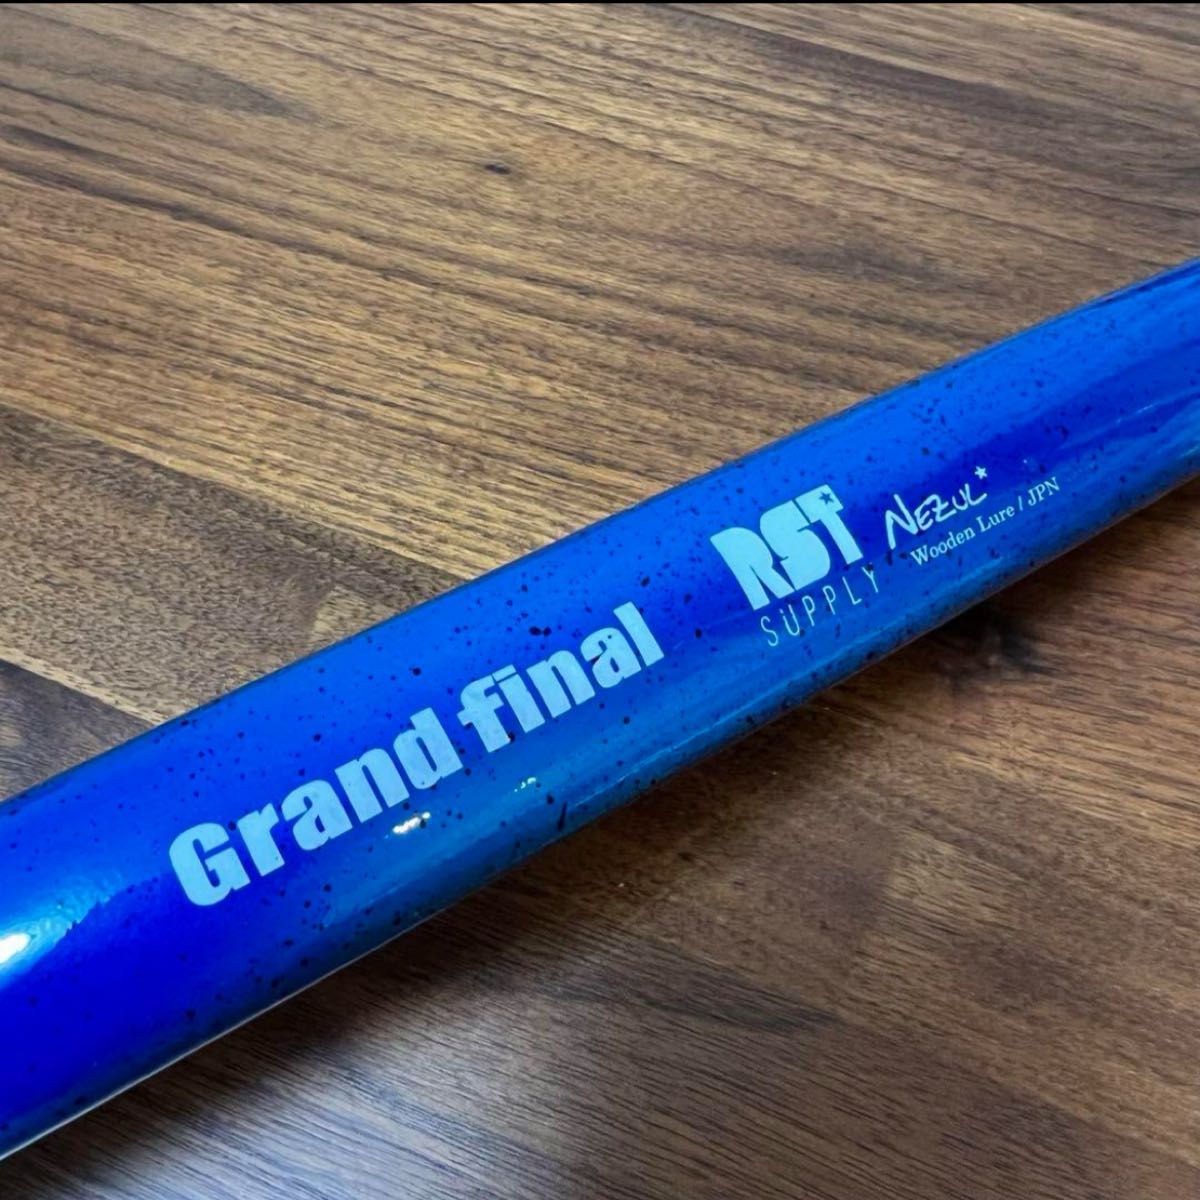 Grand final
RST
SUPPLY
NEZUL
Wooden Lure / JPN